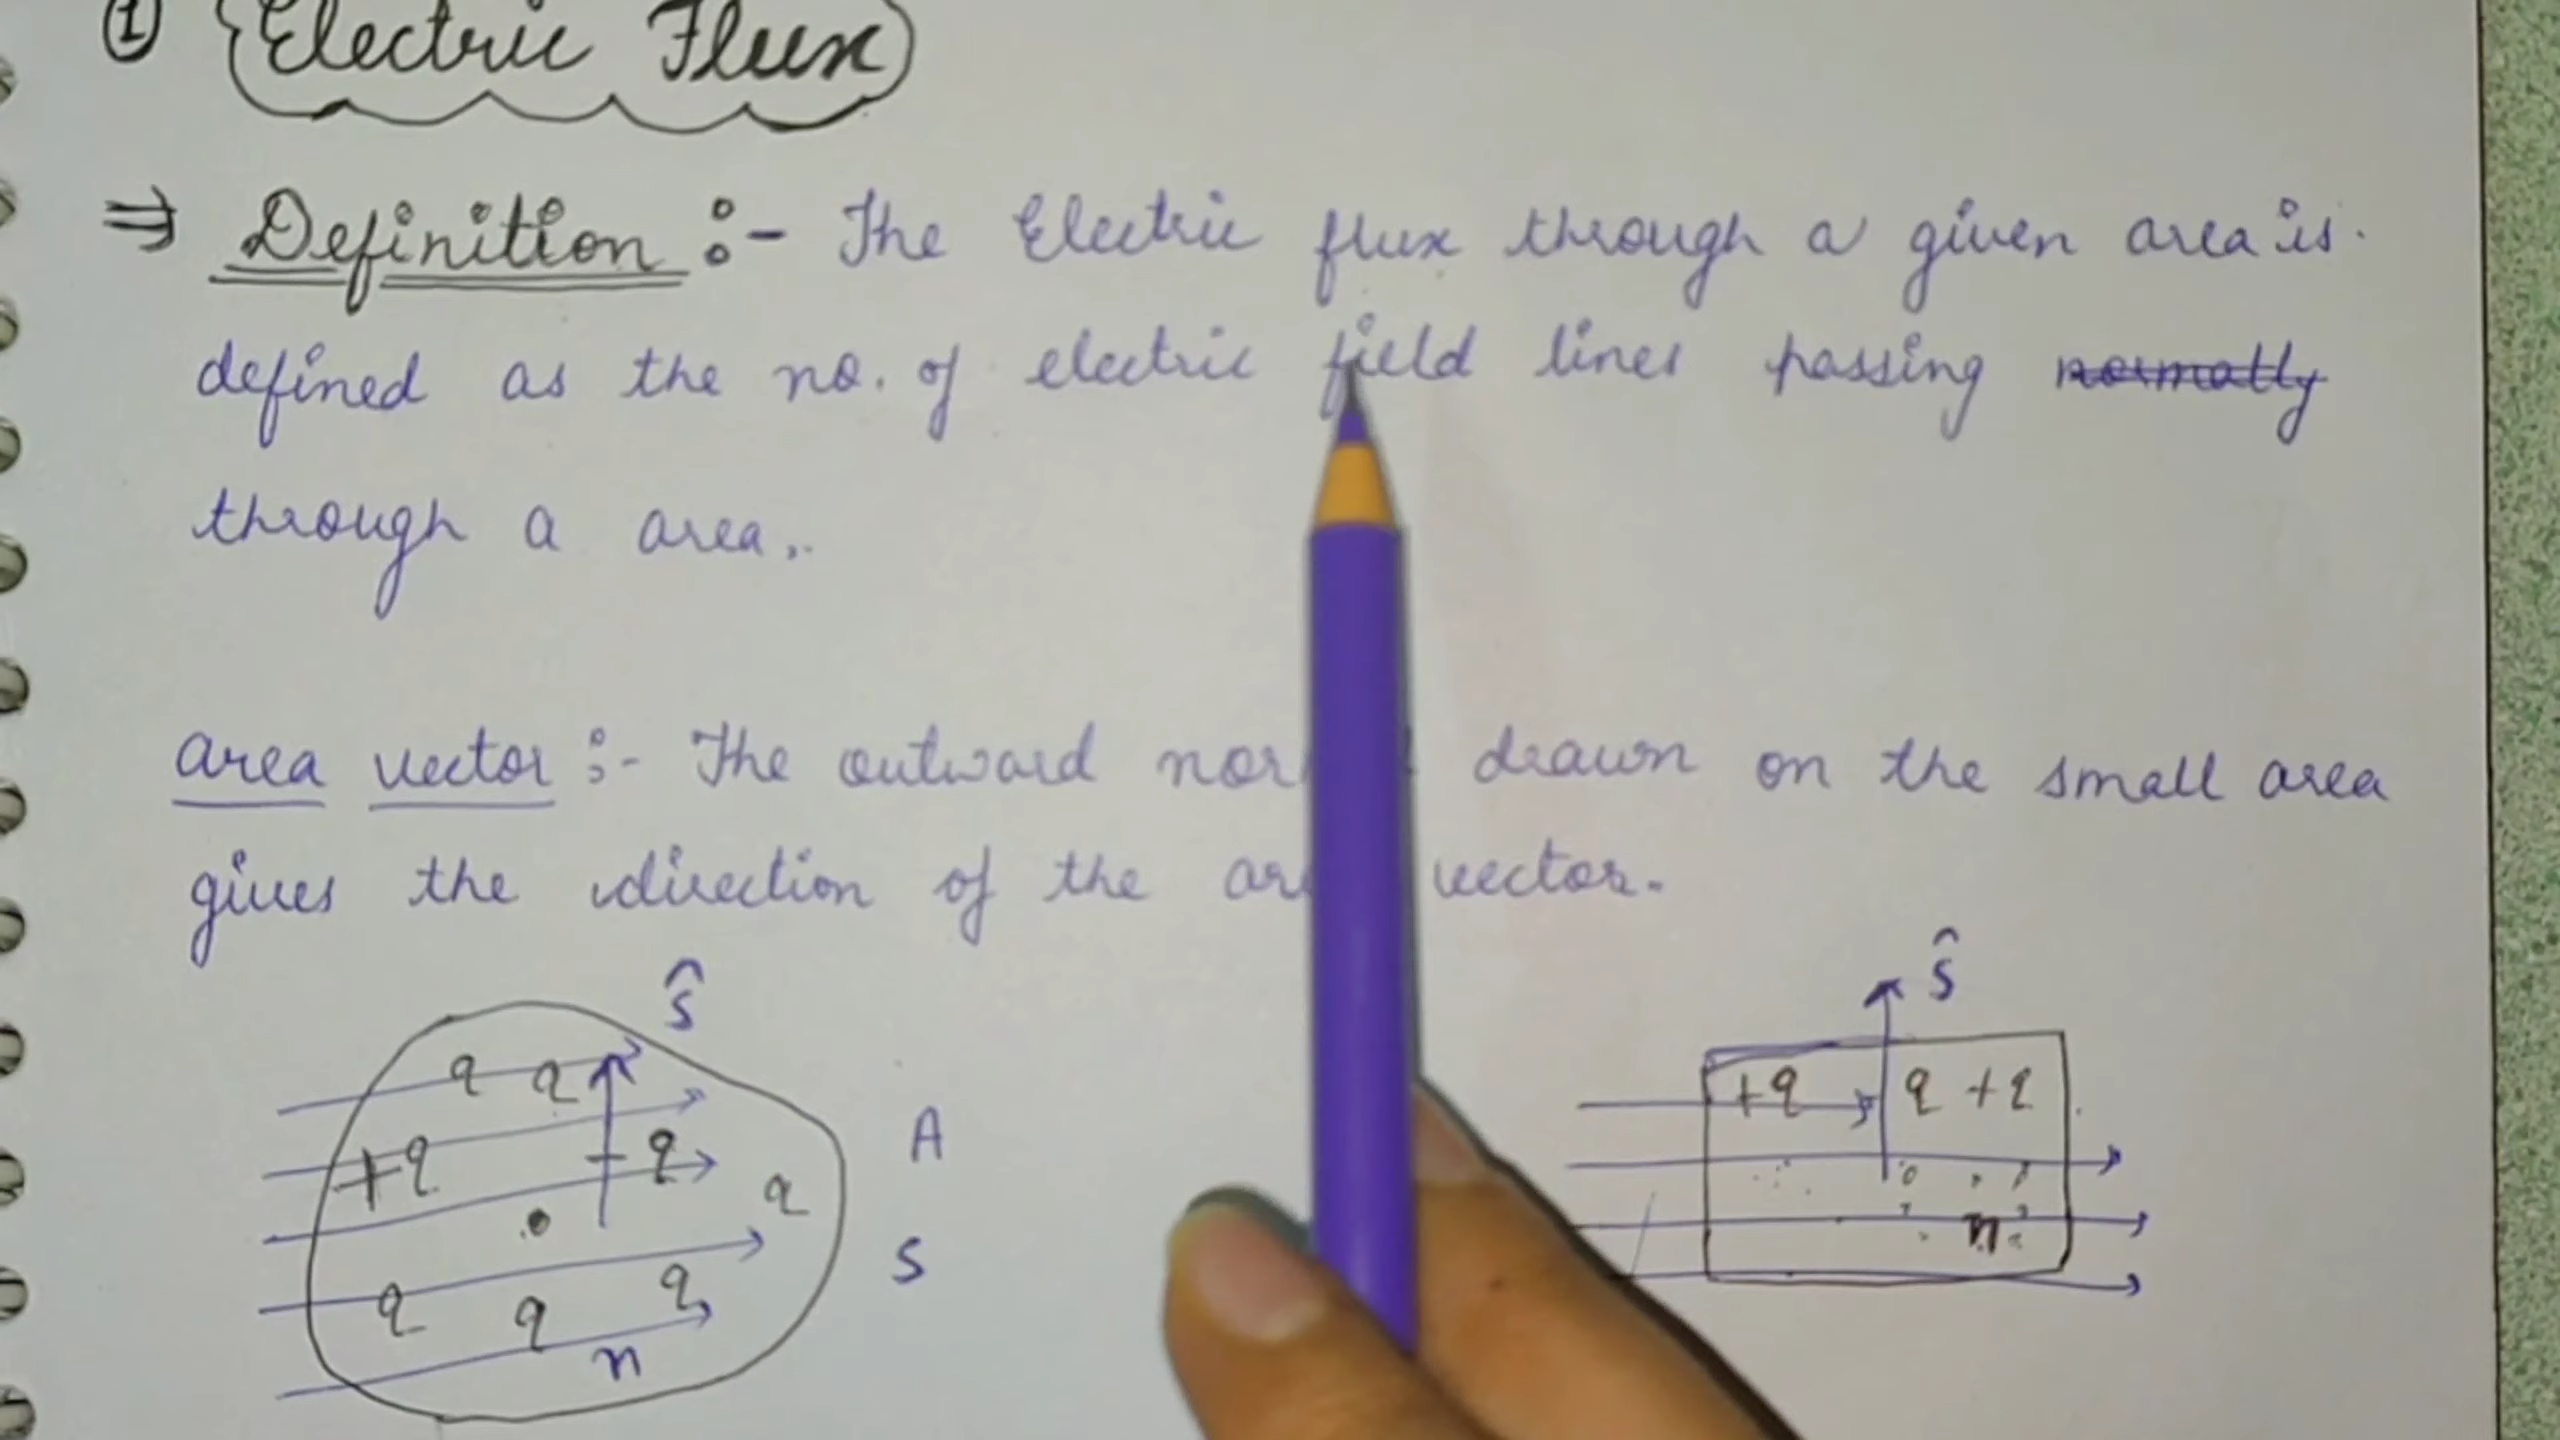 ① Electric Flux
⇒ Definition :- The Electric flux through a given area is.
defined as the no. of electric field lines passing normally
through a area.
area vector :- The outward drawn on the small area
gives the direction of the vector.
ŝ
ŝ
q q
+q q +q
+q q
q
A
n
S
q q q
n